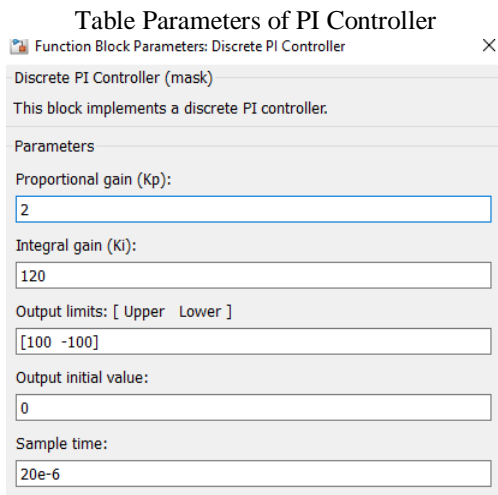 Table Parameters of PI Controller
Function Block Parameters: Discrete PI Controller
Discrete PI Controller (mask)
This block implements a discrete PI controller.
Parameters
Proportional gain (Kp):
2
Integral gain (Ki):
120
Output limits: [ Upper   Lower ]
[100  -100]
Output initial value:
0
Sample time:
20e-6